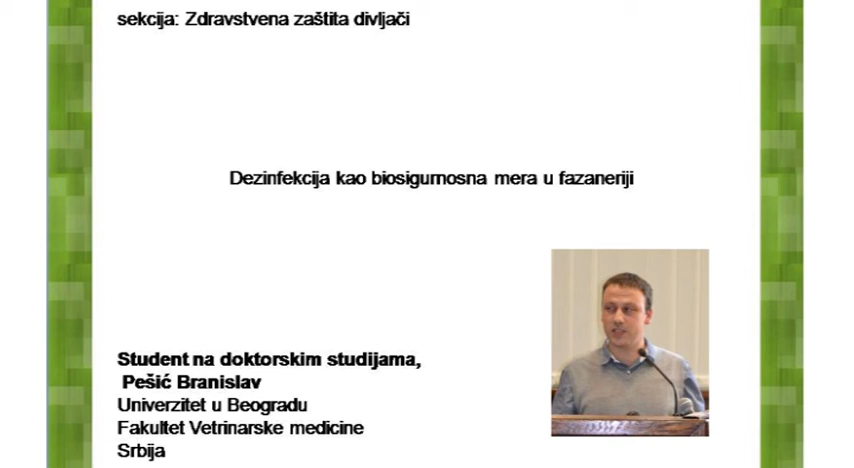 sekcija: Zdravstvena zaštita divljači
Dezinfekcija kao biosigurnosna mera u fazaneriji
Student na doktorskim studijama,
Pešić Branislav
Univerzitet u Beogradu
Fakultet Vetrinarske medicine
Srbija